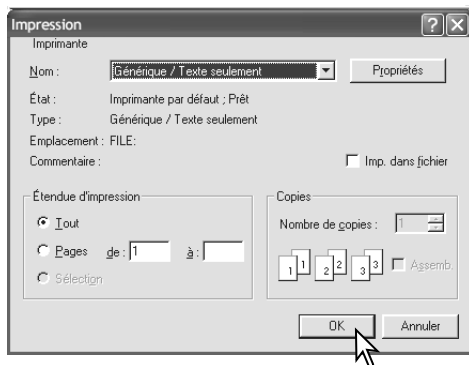 Impression
Imprimante
Nom : Générique / Texte seulement Propriétés
État : Imprimante par défaut ; Prêt
Type : Générique / Texte seulement
Emplacement : FILE:
Commentaire : Imp. dans fichier
Étendue d'impression Copies
Tout Nombre de copies : 1
Pages de : 1 à :
1 1 2 2 3 3 Assemb.
Sélection
OK Annuler